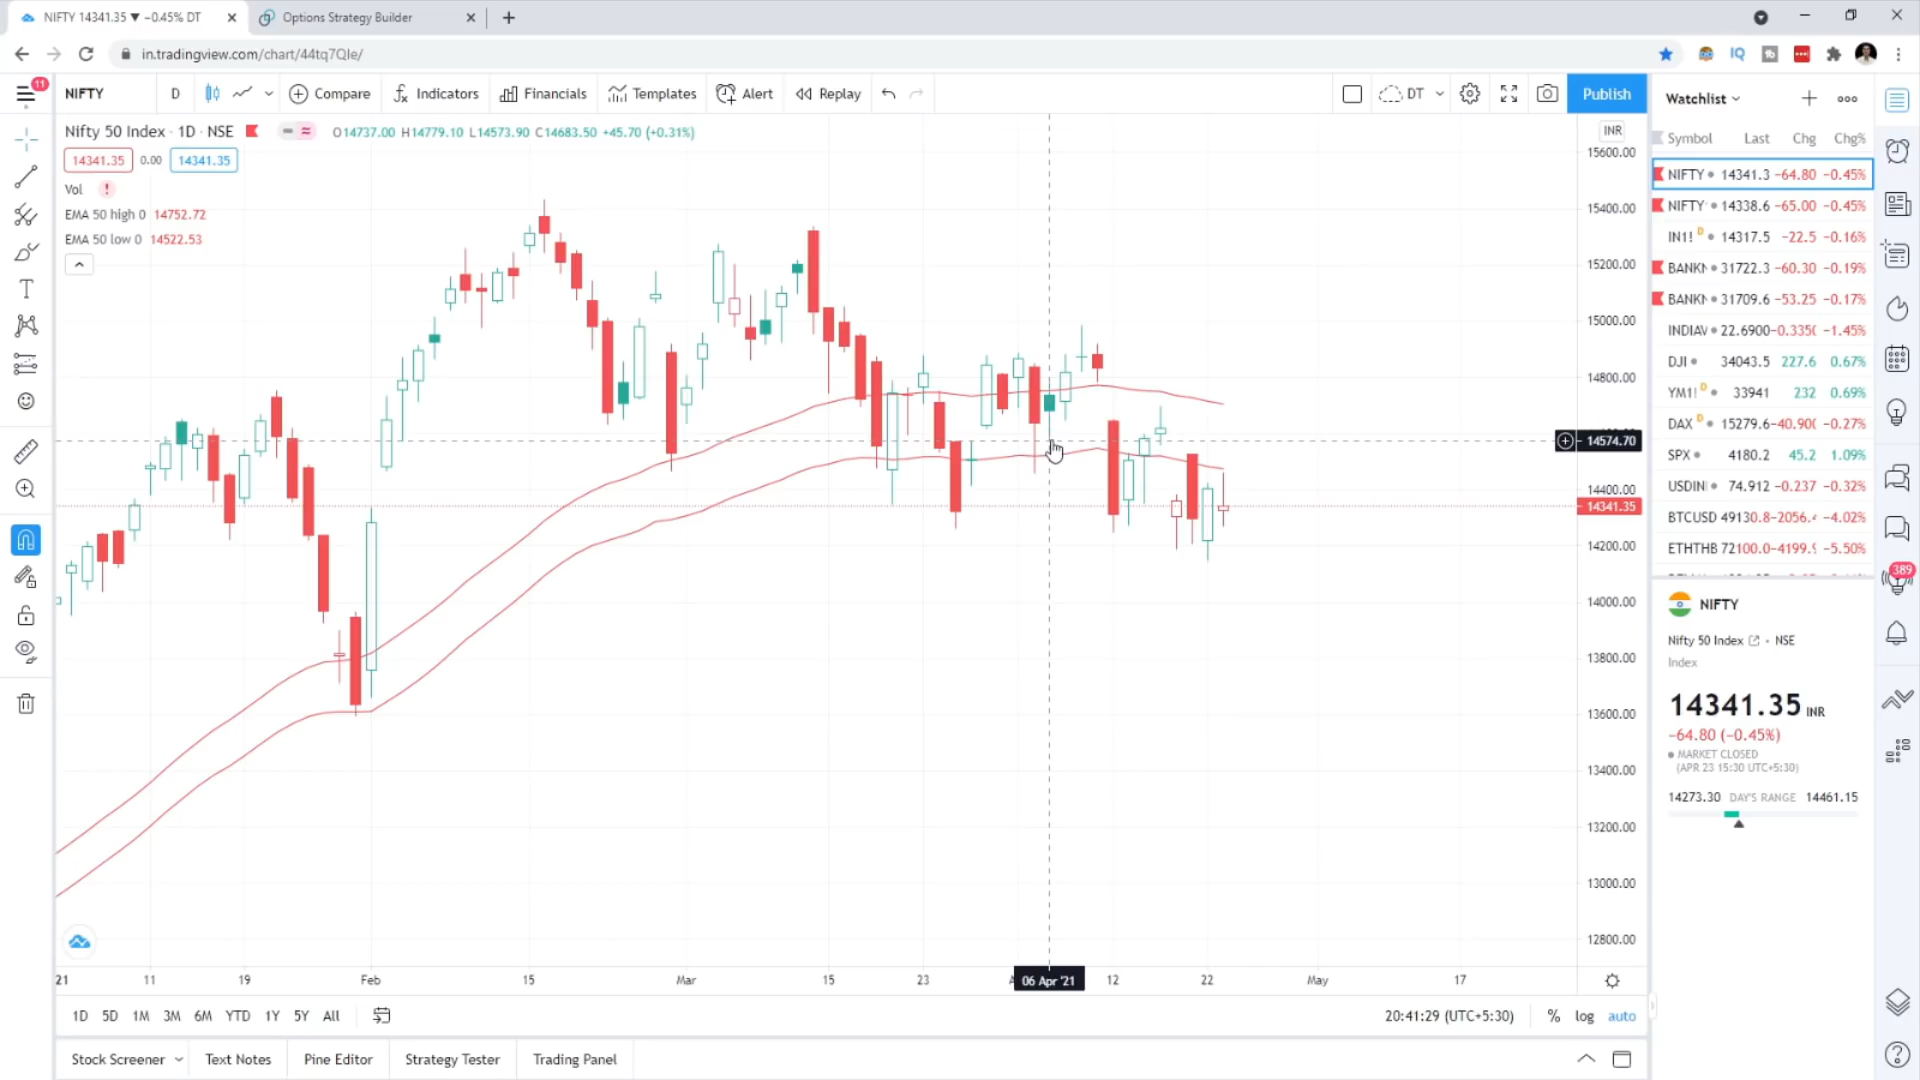 NIFTY 14341.35 ▼ −0.45% DT
Options Strategy Builder
in.tradingview.com/chart/44tq7Qle/
11
NIFTY
D
Compare
Indicators
Financials
Templates
Alert
Replay
DT
Publish
Nifty 50 Index · 1D · NSE
O14737.00 H14779.10 L14573.90 C14683.50 +45.70 (+0.31%)
14341.35 0.00 14341.35
Vol !
EMA 50 high 0 14752.72
EMA 50 low 0 14522.53
INR
15600.00
15400.00
15200.00
15000.00
14800.00
14574.70
14400.00
14341.35
14200.00
14000.00
13800.00
13600.00
13400.00
13200.00
13000.00
12800.00
21 11 19 Feb 15 Mar 15 23 06 Apr '21 12 22 May 17
1D 5D 1M 3M 6M YTD 1Y 5Y All
20:41:29 (UTC+5:30) % log auto
Stock Screener Text Notes Pine Editor Strategy Tester Trading Panel
Watchlist
Symbol Last Chg Chg%
NIFTY 14341.3 −64.80 −0.45%
NIFTY 14338.6 −65.00 −0.45%
IN1! D 14317.5 −22.5 −0.16%
BANKN 31722.3 −60.30 −0.19%
BANKN 31709.6 −53.25 −0.17%
INDIAV 22.6900 −0.335( −1.45%
DJI 34043.5 227.6 0.67%
YM1! D 33941 232 0.69%
DAX D 15279.6 −40.90( −0.27%
SPX 4180.2 45.2 1.09%
USDIN 74.912 −0.237 −0.32%
BTCUSD 49130.8 −2056.4 −4.02%
ETHTHB 72100.0 −4199.9 −5.50%
389
NIFTY
Nifty 50 Index NSE
Index
14341.35 INR
−64.80 (−0.45%)
MARKET CLOSED
(APR 23 15:30 UTC+5:30)
14273.30 DAY'S RANGE 14461.15